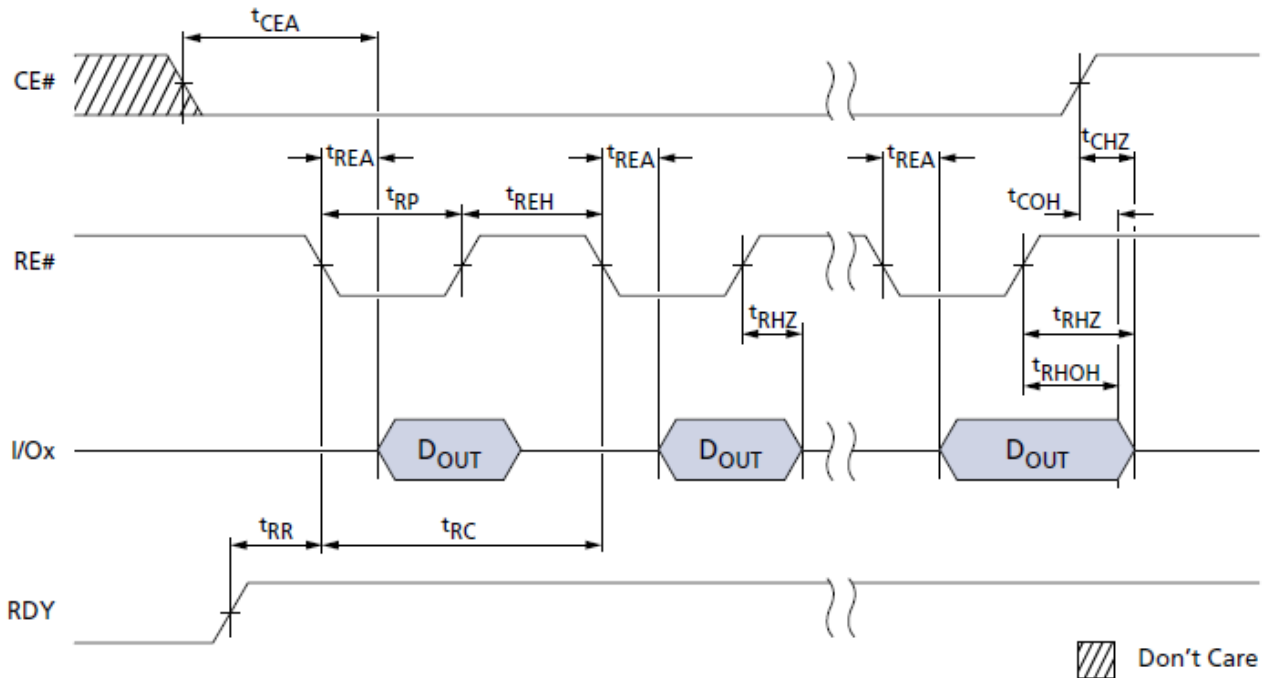 tCEA
CE#
tREA
tREA
tREA
tCHZ
tRP
tREH
tCOH
RE#
tRHZ
tRHZ
tRHOH
I/Ox
DOUT
DOUT
DOUT
tRR
tRC
RDY
Don't Care